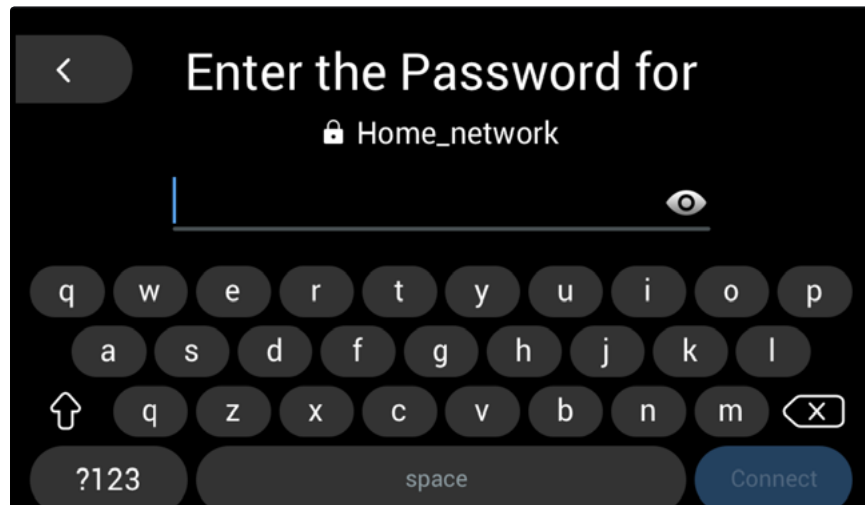 Enter the Password for
Home_network
q w e r t y u i o p
a s d f g h j k l
q z x c v b n m
?123 space Connect